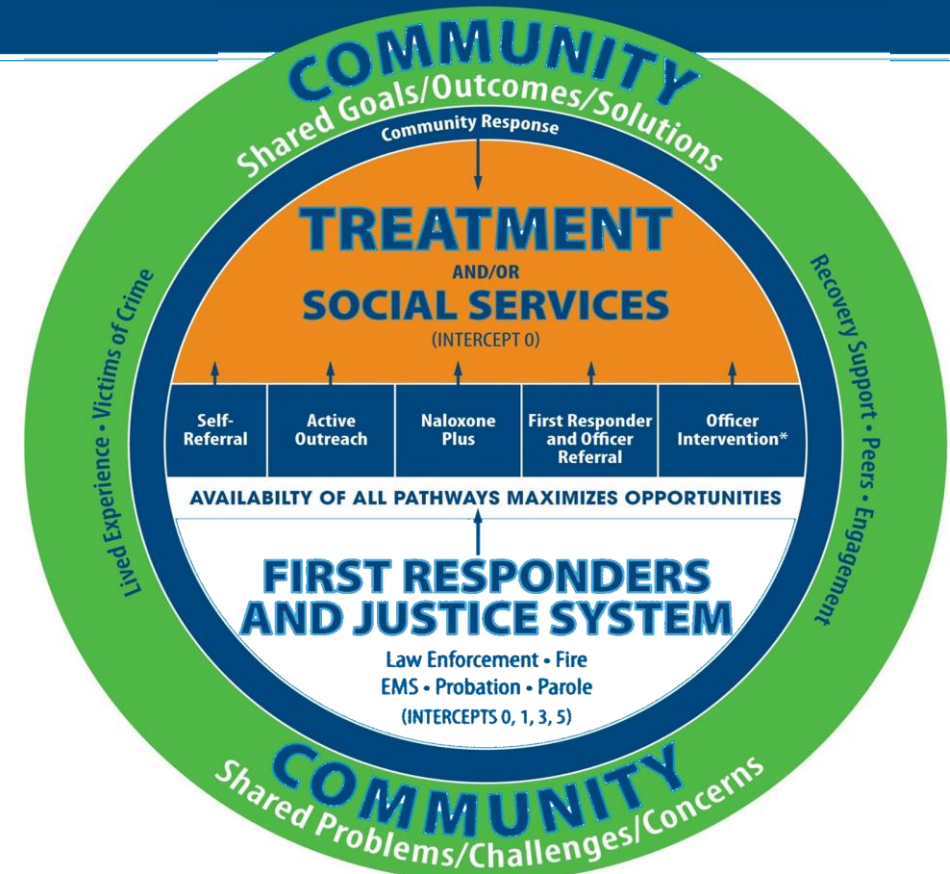 COMMUNITY
Shared Goals/Outcomes/Solutions
Community Response
TREATMENT
AND/OR
SOCIAL SERVICES
(INTERCEPT 0)
Lived Experience • Victims of Crime
Recovery Support • Peers • Engagement
Self-
Referral
Active
Outreach
Naloxone
Plus
First Responder
and Officer
Referral
Officer
Intervention*
AVAILABILTY OF ALL PATHWAYS MAXIMIZES OPPORTUNITIES
FIRST RESPONDERS
AND JUSTICE SYSTEM
Law Enforcement • Fire
EMS • Probation • Parole
(INTERCEPTS 0, 1, 3, 5)
COMMUNITY
Shared Problems/Challenges/Concerns